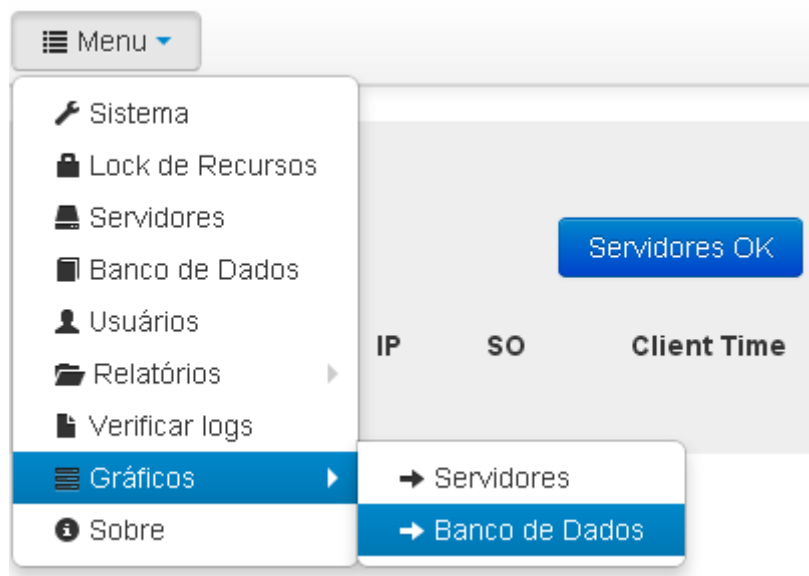 Menu
Sistema
Lock de Recursos
Servidores
Servidores OK
Banco de Dados
Usuários
IP SO Client Time
Relatórios
Verificar logs
Gráficos
Servidores
Sobre
Banco de Dados